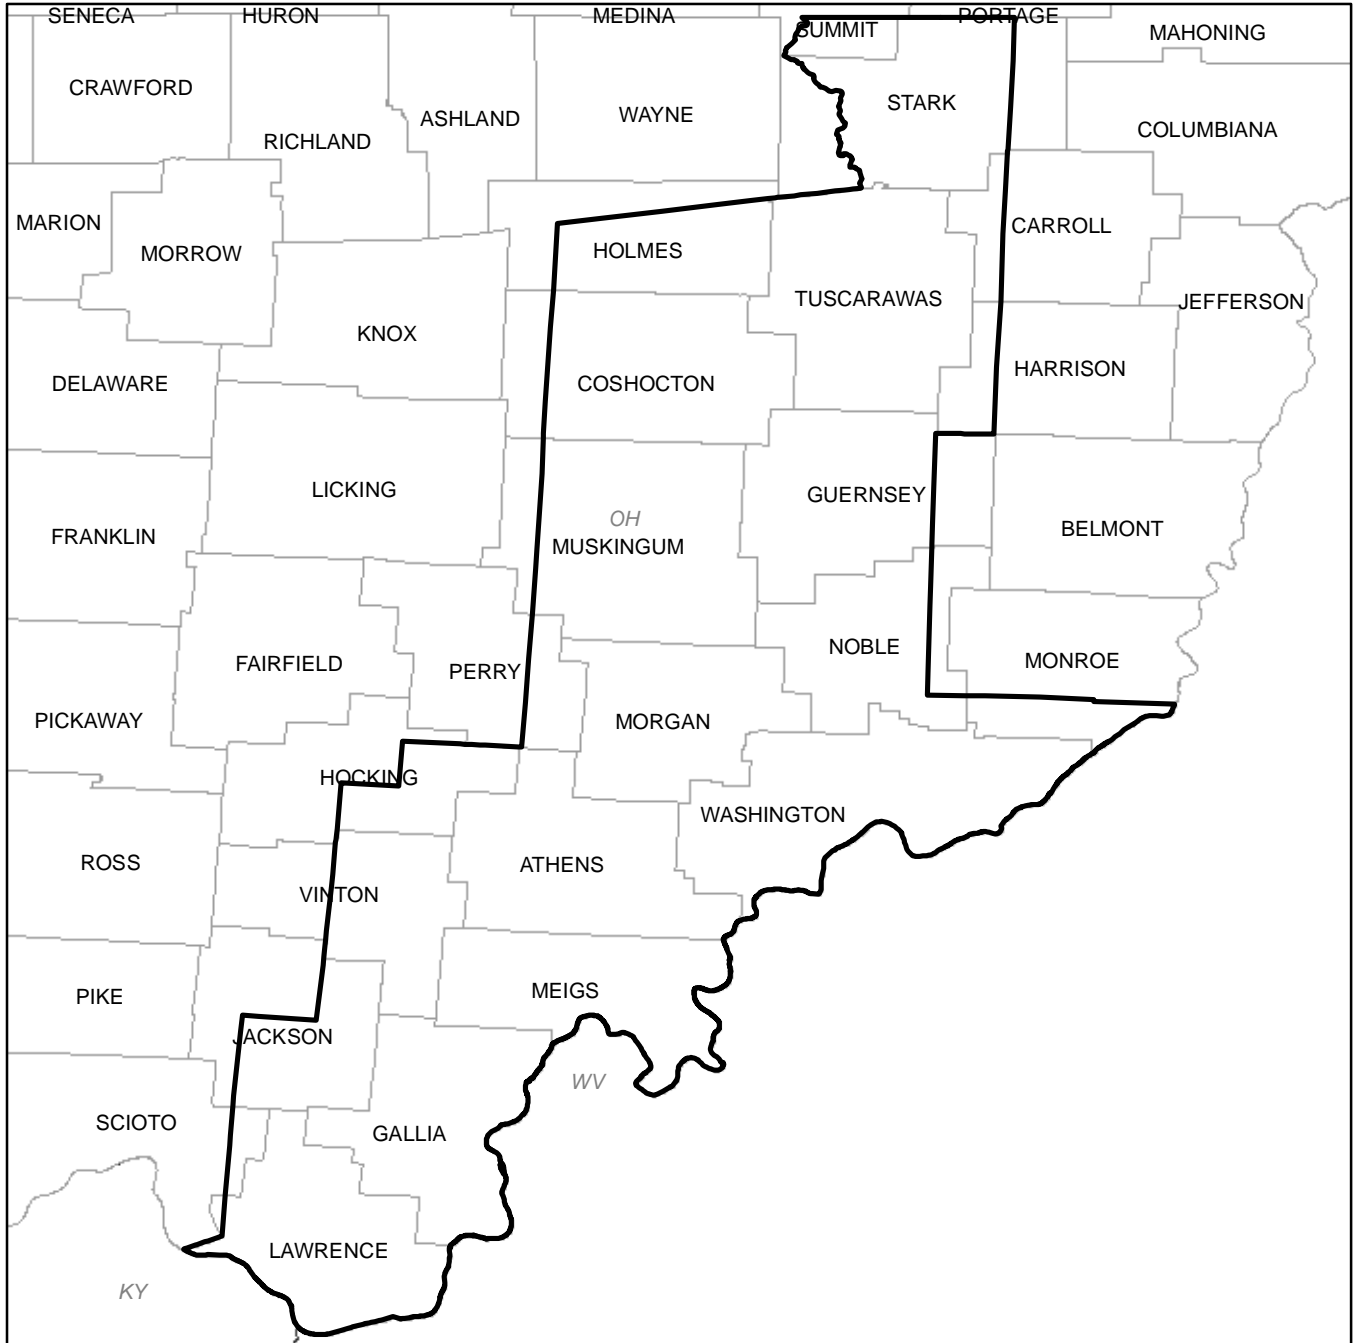 SENECA
HURON
MEDINA
PORTAGE
SUMMIT
MAHONING
CRAWFORD
STARK
WAYNE
ASHLAND
COLUMBIANA
RICHLAND
MARION
CARROLL
MORROW
HOLMES
TUSCARAWAS
JEFFERSON
KNOX
HARRISON
DELAWARE
COSHOCTON
LICKING
GUERNSEY
OH
BELMONT
FRANKLIN
MUSKINGUM
NOBLE
MONROE
FAIRFIELD
PERRY
PICKAWAY
MORGAN
HOCKING
WASHINGTON
ROSS
ATHENS
VINTON
MEIGS
PIKE
JACKSON
WV
SCIOTO
GALLIA
LAWRENCE
KY